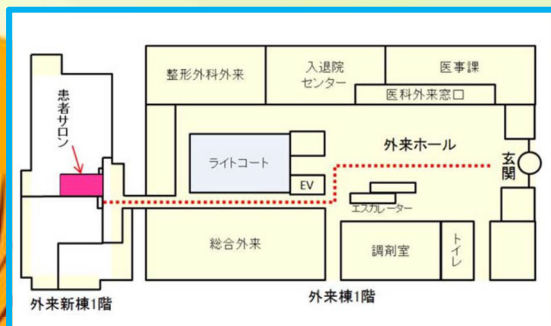 整形外科外来
入退院
センター
医事課
医科外来窓口
患者サロン
ライトコート
外来ホール
玄関
EV
エスカレーター
総合外来
調剤室
トイレ
外来新棟1階
外来棟1階